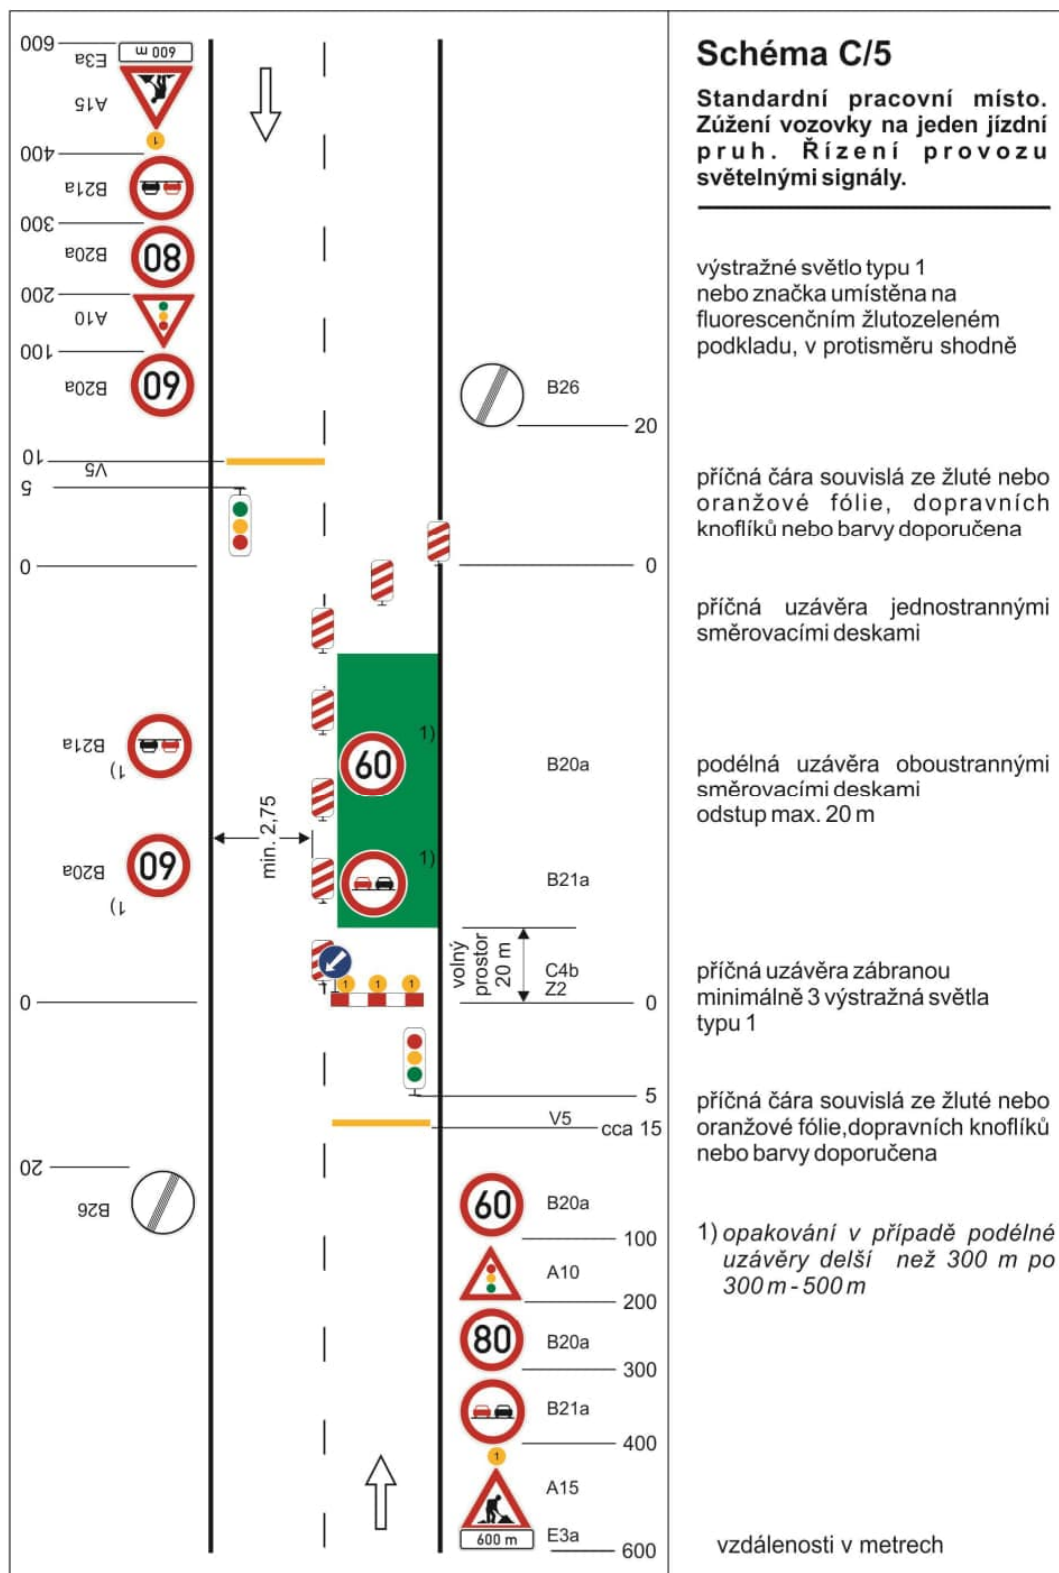 Schéma C/5
Standardní pracovní místo.
Zúžení vozovky na jeden jízdní
pruh. Řízení provozu
světelnými signály.
výstražné světlo typu 1
nebo značka umístěna na
fluorescenčním žlutozeleném
podkladu, v protisměru shodně
příčná čára souvislá ze žluté nebo
oranžové fólie, dopravních
knoflíků nebo barvy doporučena
příčná uzávěra jednostrannými
směrovacími deskami
podélná uzávěra oboustrannými
směrovacími deskami
odstup max. 20 m
příčná uzávěra zábranou
minimálně 3 výstražná světla
typu 1
příčná čára souvislá ze žluté nebo
oranžové fólie,dopravních knoflíků
nebo barvy doporučena
1) opakování v případě podélné
uzávěry delší než 300 m po
300 m - 500 m
vzdálenosti v metrech
600
E3a
600 m
A15
1
400
B21a
300
B20a
80
200
A10
100
B20a
60
10
V5
5
0
B21a
1)
B20a
60
1)
0
20
B26
min. 2,75
B26
20
0
1)
60
B20a
1)
B21a
volný
prostor
20 m
C4b
Z2
1 1 1
0
5
V5
cca 15
60
B20a
100
A10
200
80
B20a
300
B21a
400
1
A15
600 m
E3a
600